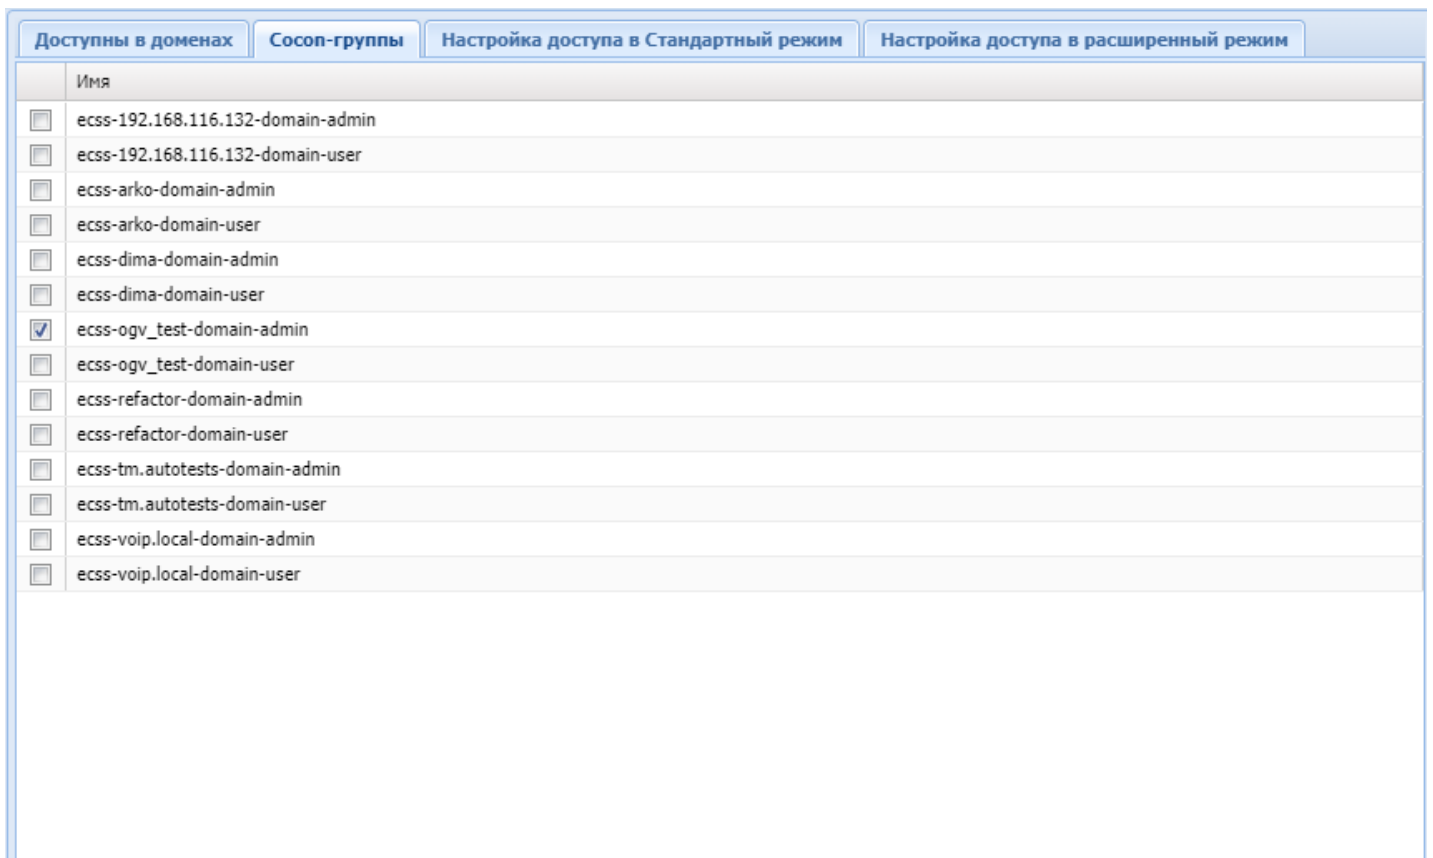 Доступны в доменах Cocon-группы Настройка доступа в Стандартный режим Настройка доступа в расширенный режим
Имя
ecss-192.168.116.132-domain-admin
ecss-192.168.116.132-domain-user
ecss-arko-domain-admin
ecss-arko-domain-user
ecss-dima-domain-admin
ecss-dima-domain-user
ecss-ogv_test-domain-admin
ecss-ogv_test-domain-user
ecss-refactor-domain-admin
ecss-refactor-domain-user
ecss-tm.autotests-domain-admin
ecss-tm.autotests-domain-user
ecss-voip.local-domain-admin
ecss-voip.local-domain-user